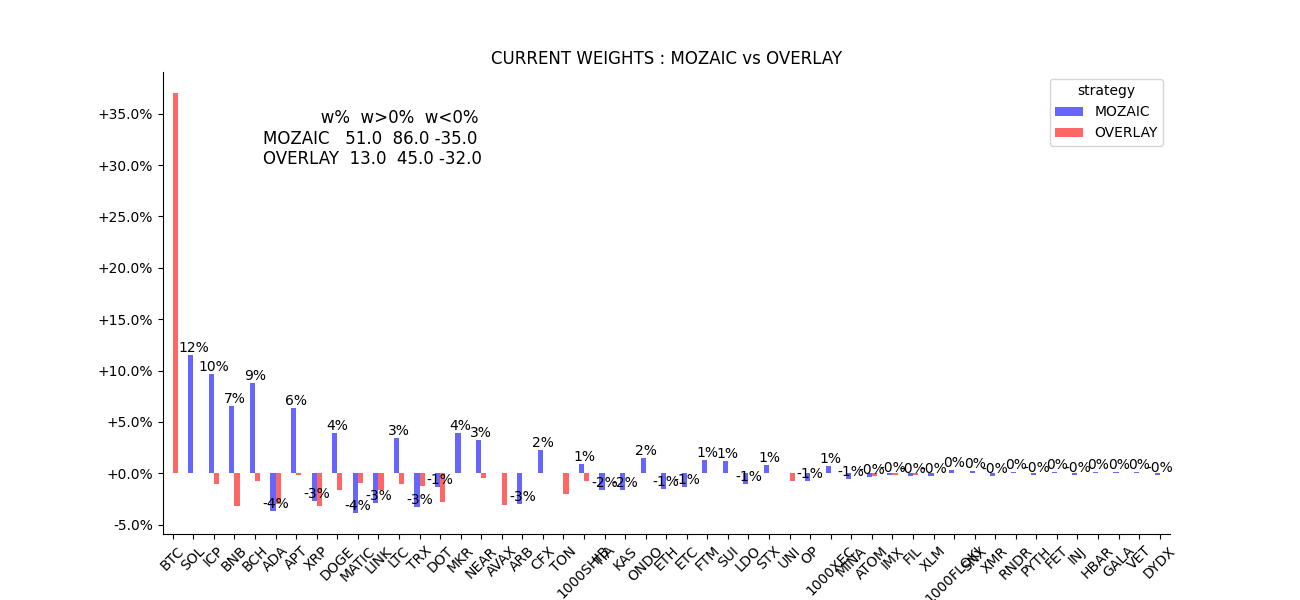 CURRENT WEIGHTS : MOZAIC vs OVERLAY
strategy
MOZAIC
OVERLAY
w% w>0% w<0%
MOZAIC 51.0 86.0 -35.0
OVERLAY 13.0 45.0 -32.0
+35.0%
+30.0%
+25.0%
+20.0%
+15.0%
+10.0%
+5.0%
+0.0%
-5.0%
12%
10%
7%
9%
-4%
6%
-3%
4%
-4%
-3%
3%
-3%
-1%
4%
3%
-3%
2%
1%
-2%
-2%
2%
-1%
-1%
1%
1%
-1%
1%
-1%
1%
-1%
-0%
-0%
-0%
-0%
0%
0%
-0%
0%
-0%
0%
-0%
0%
0%
0%
-0%
BTC
SOL
ICP
BNB
BCH
ADA
APT
XRP
DOGE
MATIC
LINK
LTC
TRX
DOT
MKR
NEAR
AVAX
ARB
CFX
TON
1000SHIB
KAS
ONDO
ETH
ETC
FTM
SUI
LDO
STX
UNI
OP
1000XEC
MINA
ATOM
IMX
FIL
XLM
1000FLOKI
XMR
RNDR
PYTH
FET
INJ
HBAR
GALA
VET
DYDX